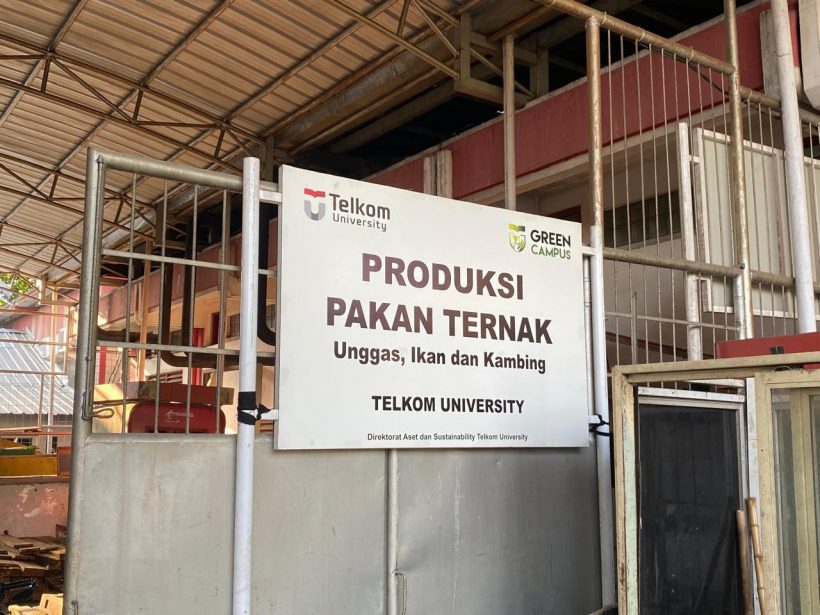 Telkom
University
GREEN
CAMPUS
PRODUKSI
PAKAN TERNAK
Unggas, Ikan dan Kambing
TELKOM UNIVERSITY
Direktorat Aset dan Sustainability Telkom University